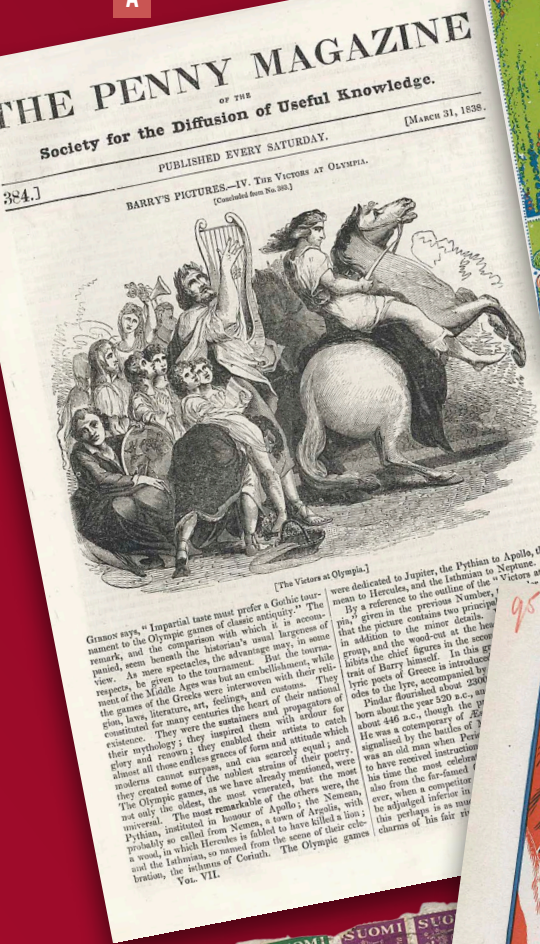 A
THE PENNY MAGAZINE
OF THE
Society for the Diffusion of Useful Knowledge.
384.]
PUBLISHED EVERY SATURDAY.
[MARCH 31, 1838.
BARRY'S PICTURES.—IV. THE VICTORS AT OLYMPIA.
[Concluded from No. 383.]
[The Victors at Olympia.]
GIBBON says, "Impartial taste must prefer a Gothic tour-
nament to the Olympic games of classic antiquity." The
remark, and the comparison with which it is accom-
panied, seem beneath the historian's usual largeness of
view. As mere spectacles, the advantage may, in some
respects, be given to the tournament. But the tourna-
ment of the Middle Ages was but an embellishment, while
the games of the Greeks were interwoven with their reli-
gion, laws, literature, art, feelings, and customs. They
constituted for many centuries the heart of their national
existence. They were the sustainers and propagators of
their mythology; they inspired them with ardour for
glory and renown; they enabled their artists to catch
almost all those endless graces of form and attitude which
moderns cannot surpass, and can scarcely equal; and
they created some of the noblest strains of their poetry.
The Olympic games, as we have already mentioned, were
not only the oldest, the most venerated, but the most
universal. The most remarkable of the others were, the
Pythian, instituted in honour of Apollo; the Nemean,
probably so called from Nemea, a town of Argolis, with
a wood, in which Hercules is fabled to have killed a lion;
and the Isthmian, so named from the scene of their cele-
bration, the isthmus of Corinth. The Olympic games
VOL. VII.
were dedicated to Jupiter, the Pythian to Apollo, th
mean to Hercules, and the Isthmian to Neptune.
By a reference to the outline of the "Victors at
pia," given in the previous Number,
that the picture contains two principal
in addition to the minor details.
group, and the wood-cut at the hea
hibits the chief figures in the secon
trait of Barry himself. In this gr
lyric poets of Greece is introduced
odes to the lyre, accompanied by
Pindar flourished about 2300
born about the year 520 B.C., an
about 446 B.C., though the p
He was a cotemporary of Æs
signalised by the battles of
was an old man when Peri
to have received instruction
his time the most celebrat
also from the far-famed
ever, when a competition
be adjudged inferior in
this perhaps is as muc
charms of his fair riv
95
SUOMI
SUOMI
SUO